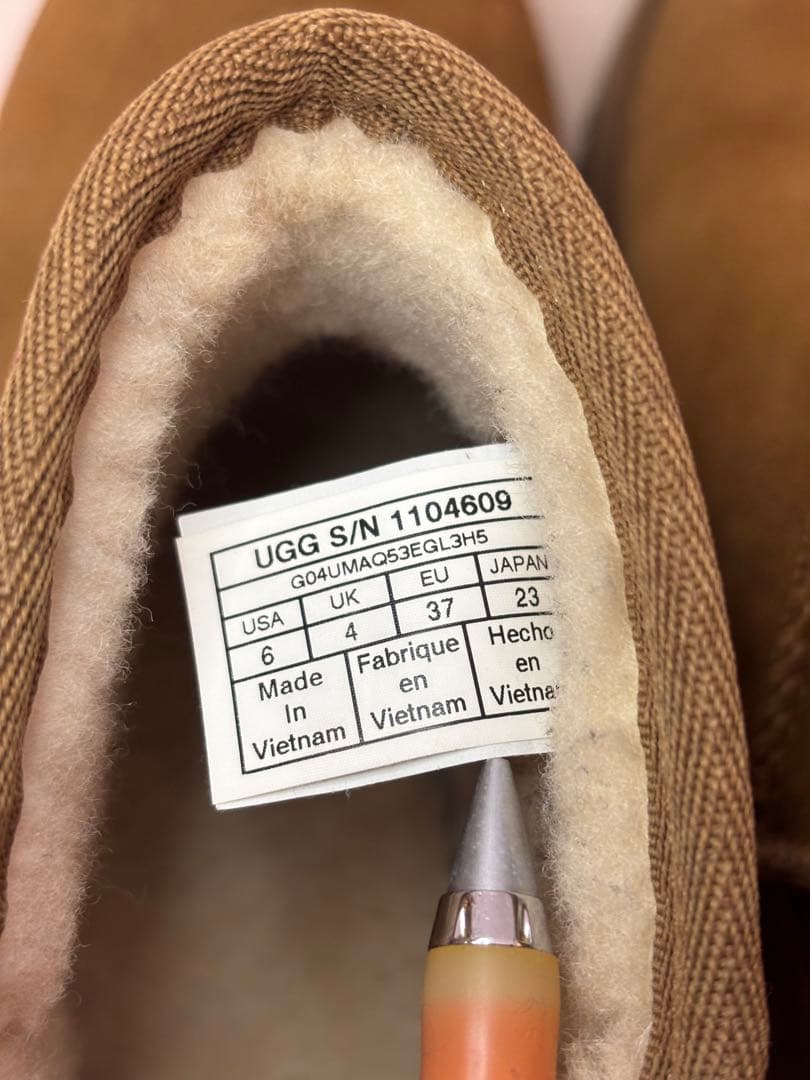 UGG S/N 1104609
G04UMAQ53EGL3H5
USA UK EU JAPAN
6 4 37 23
Made In Vietnam
Fabrique en Vietnam
Hecho en